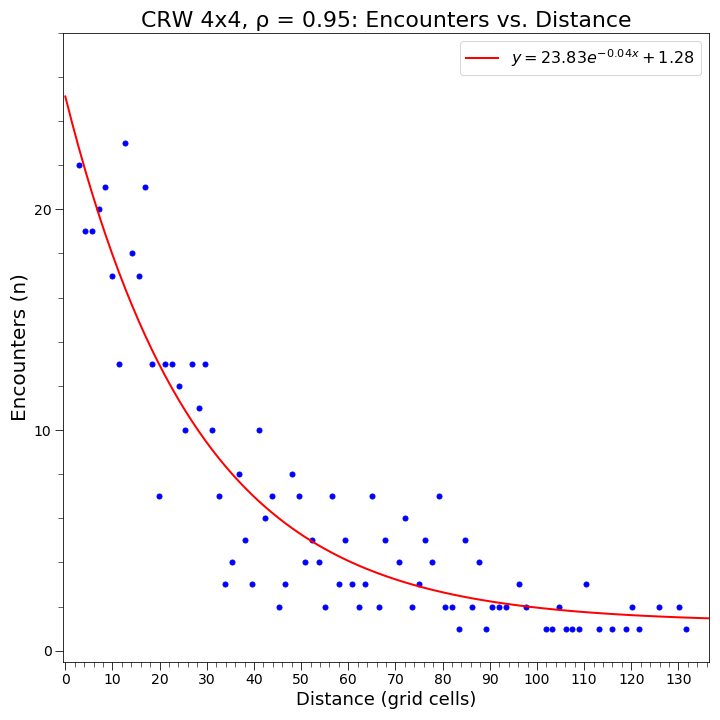 CRW 4x4, ρ = 0.95: Encounters vs. Distance
y = 23.83e^{-0.04x} + 1.28
Encounters (n)
20
10
0
0 10 20 30 40 50 60 70 80 90 100 110 120 130
Distance (grid cells)